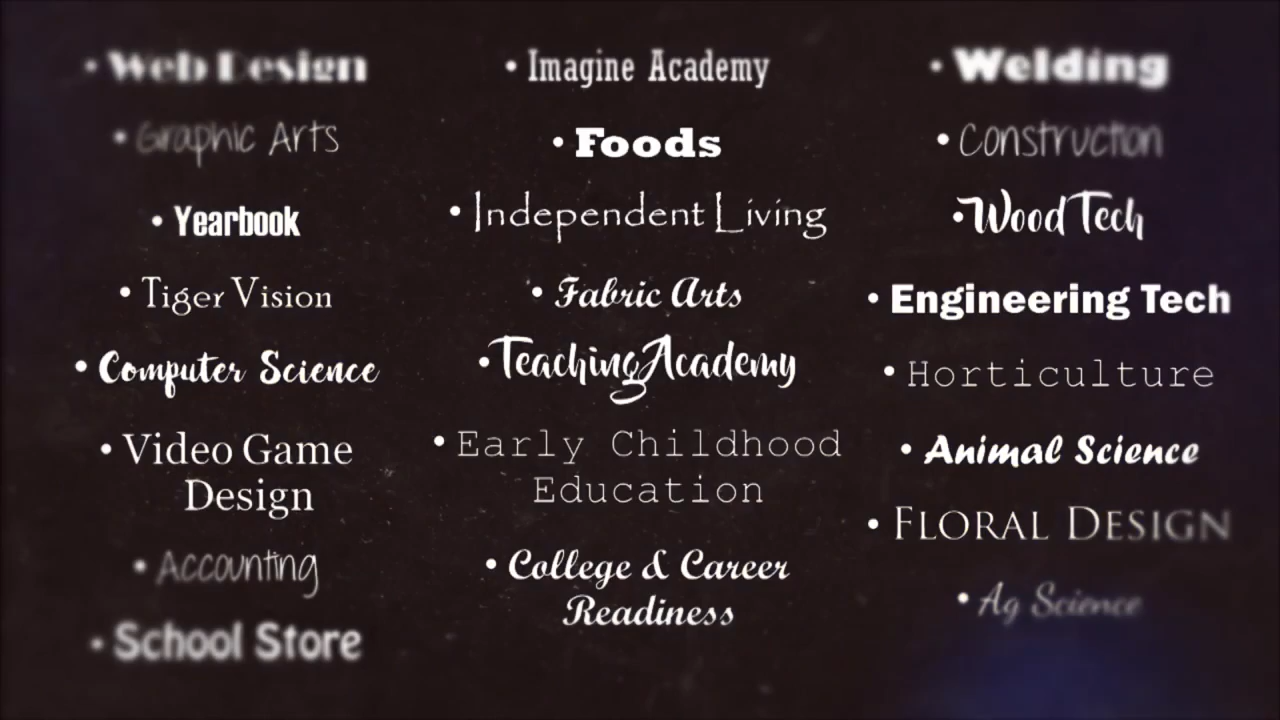 • Web Design
• Graphic Arts
• Yearbook
• Tiger Vision
• Computer Science
• Video Game
Design
• Accounting
• School Store
• Imagine Academy
• Foods
• Independent Living
• Fabric Arts
• Teaching Academy
• Early Childhood
Education
• College & Career
Readiness
• Welding
• Construction
• Wood Tech
• Engineering Tech
• Horticulture
• Animal Science
• Floral Design
• Ag Science